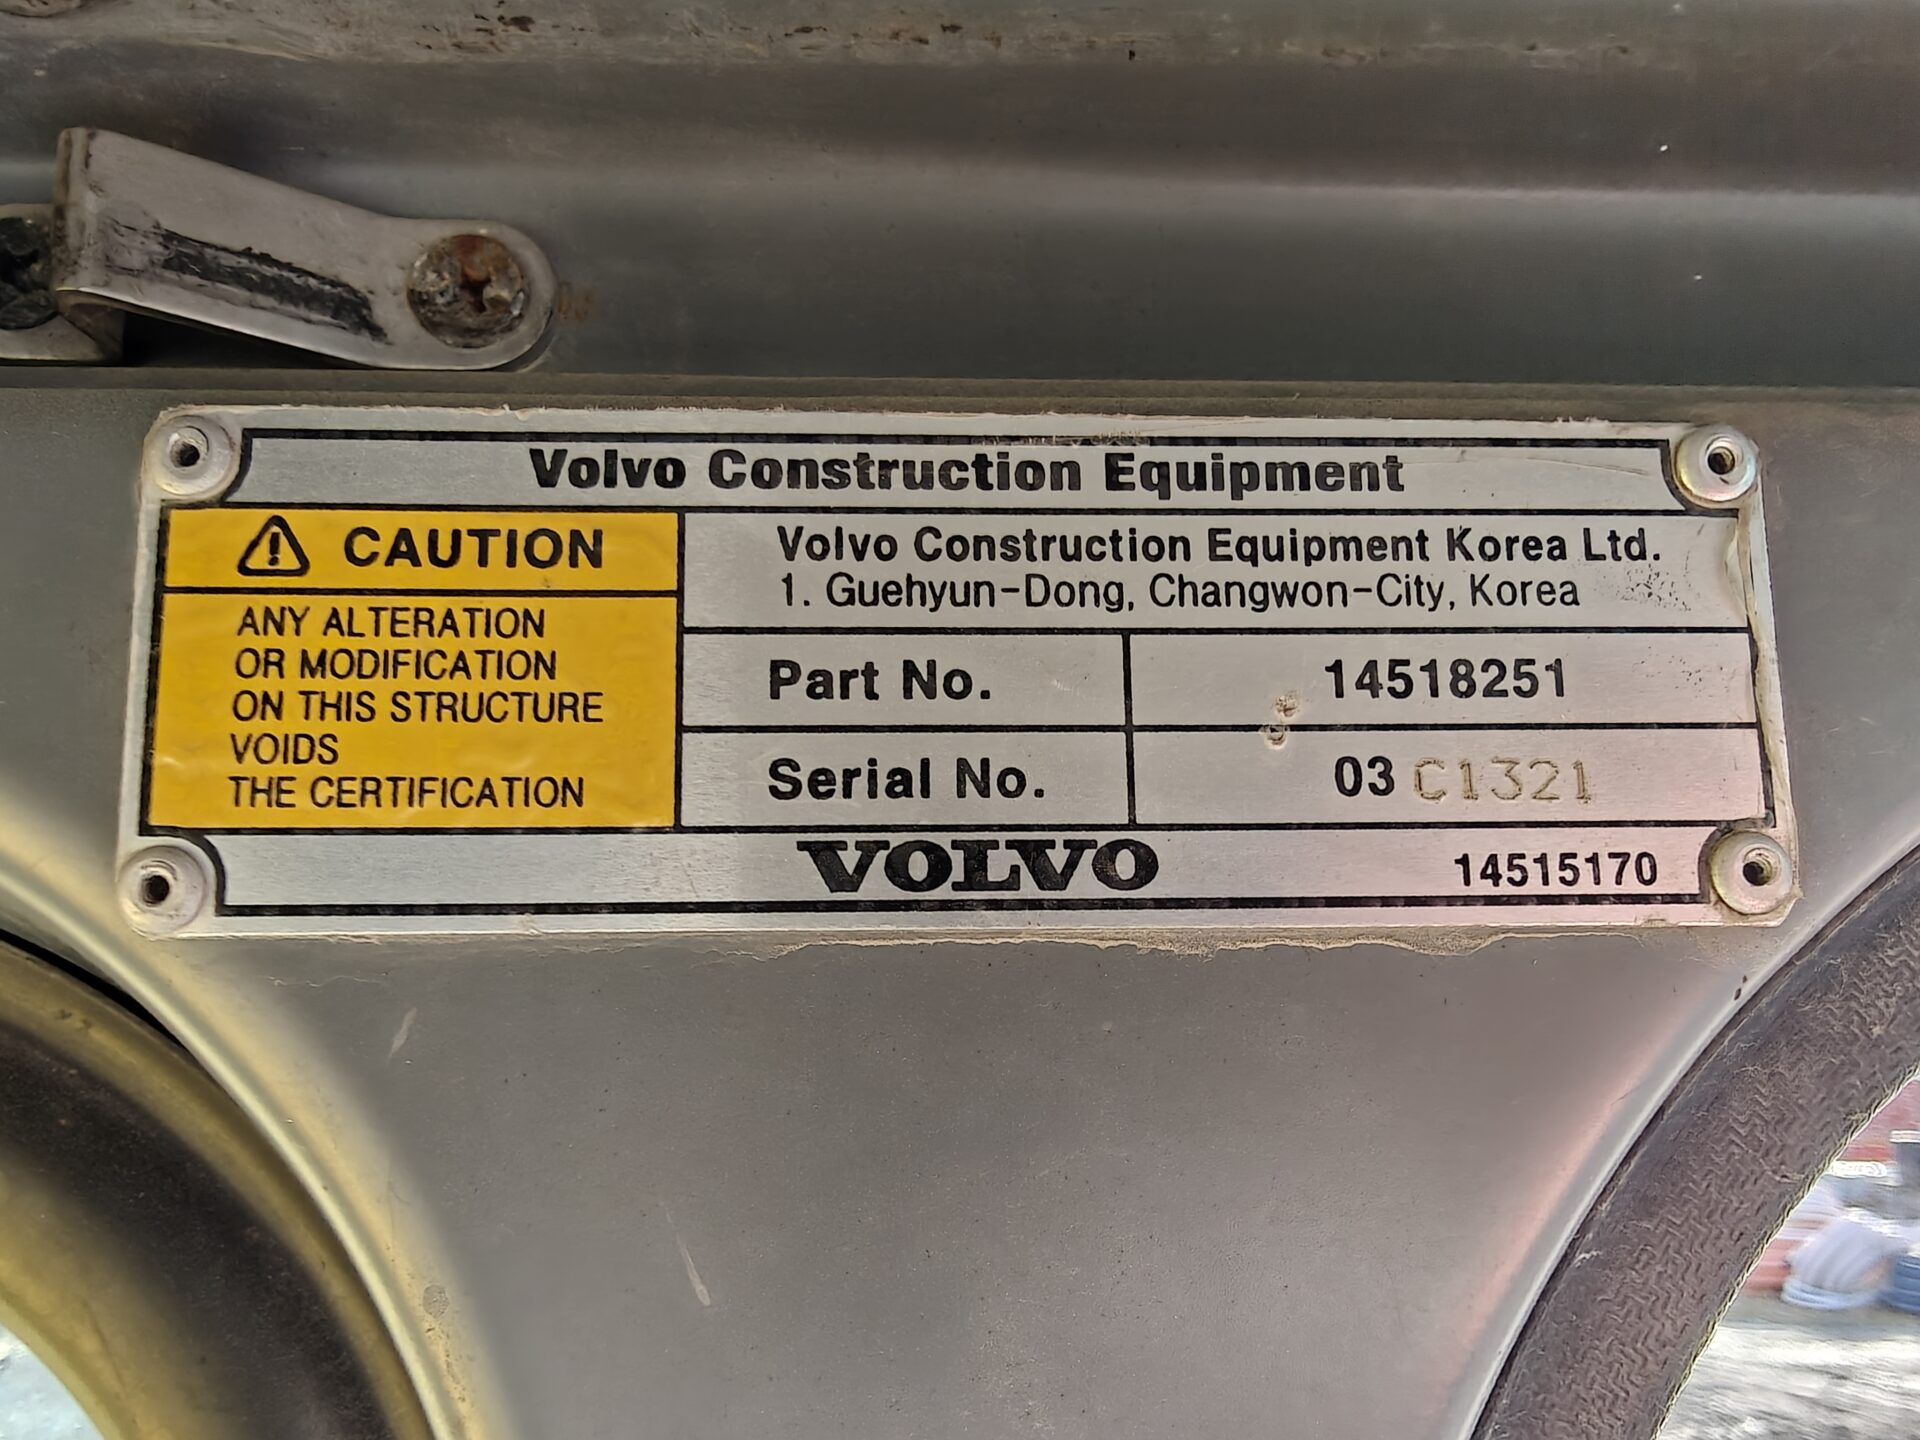 Volvo Construction Equipment
CAUTION
ANY ALTERATION
OR MODIFICATION
ON THIS STRUCTURE
VOIDS
THE CERTIFICATION
Volvo Construction Equipment Korea Ltd.
1. Guehyun-Dong, Changwon-City, Korea
Part No. 14518251
Serial No. 03 C1321
VOLVO 14515170